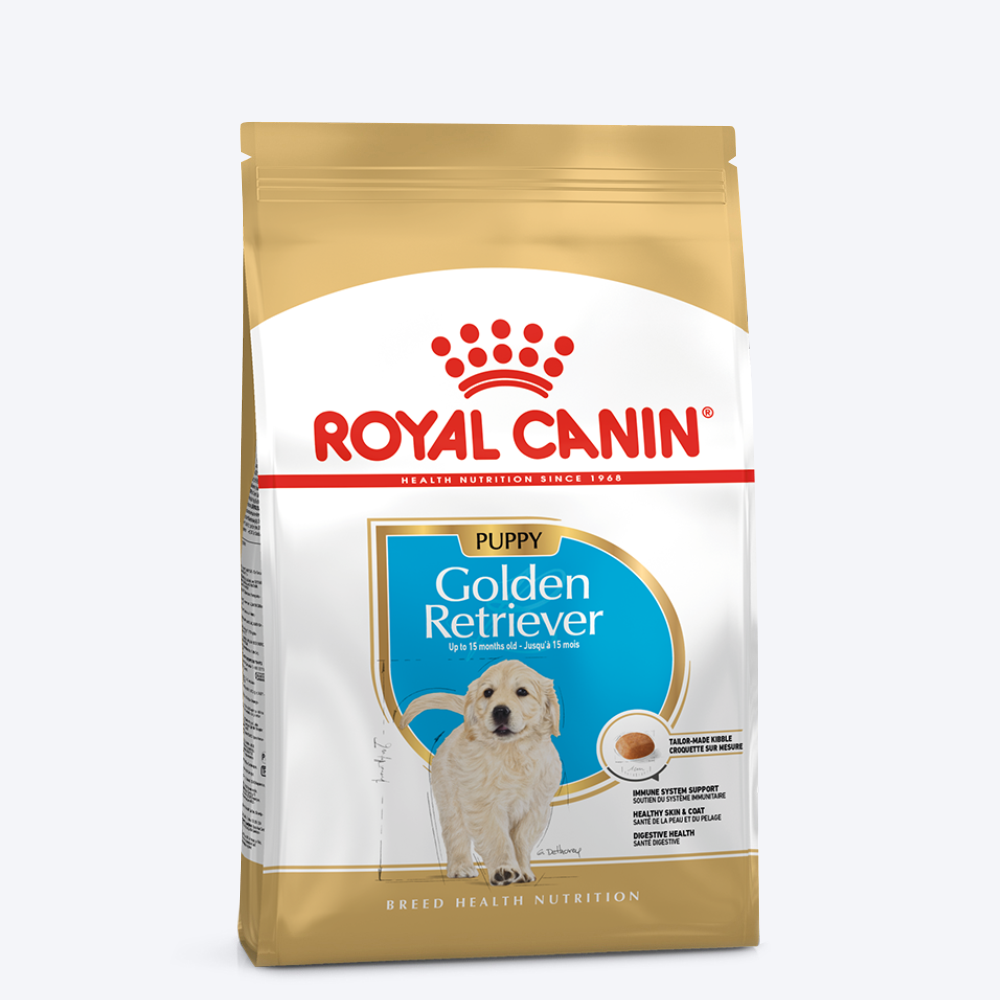 ROYAL CANIN®
HEALTH NUTRITION SINCE 1968
PUPPY
Golden
Retriever
Up to 15 months old - Jusqu'à 15 mois
TAILOR-MADE KIBBLE
CROQUETTE SUR MESURE
IMMUNE SYSTEM SUPPORT
SOUTIEN DU SYSTÈME IMMUNITAIRE
HEALTHY SKIN & COAT
SANTÉ DE LA PEAU ET DU PELAGE
DIGESTIVE HEALTH
SANTÉ DIGESTIVE
BREED HEALTH NUTRITION